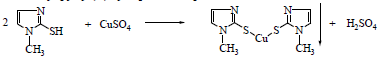 2 N N CH₃ SH + CuSO₄ N N CH₃ S Cu S N N CH₃ + H₂SO₄